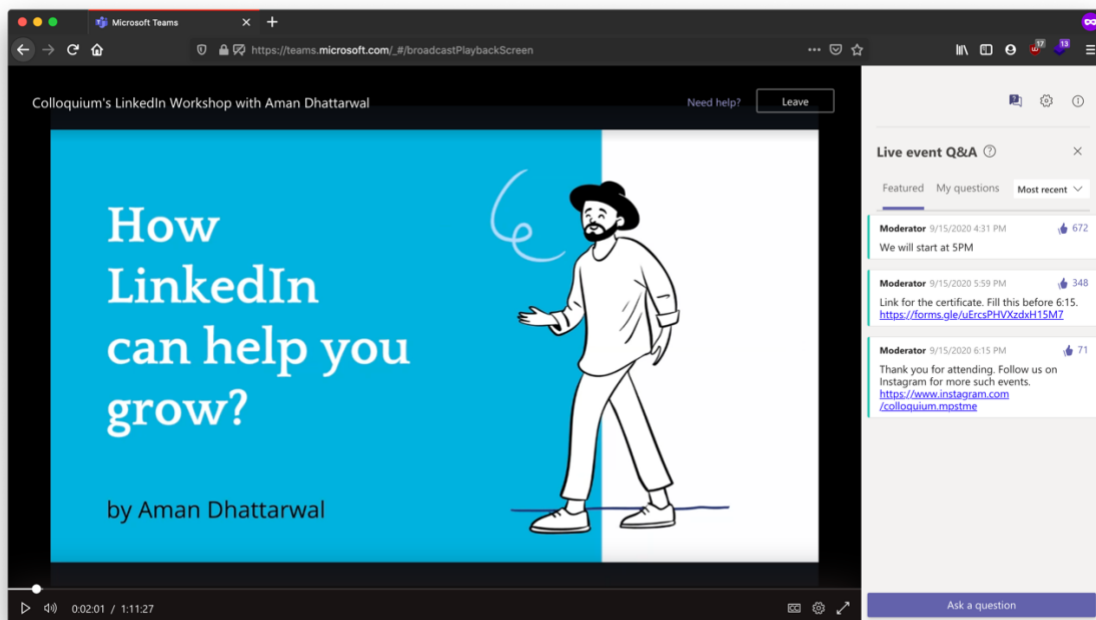 Microsoft Teams
https://teams.microsoft.com/_#/broadcastPlaybackScreen
17
13
Colloquium's LinkedIn Workshop with Aman Dhattarwal
Need help?
Leave
How
LinkedIn
can help you
grow?
by Aman Dhattarwal
0:02:01 / 1:11:27
CC
Live event Q&A
Featured
My questions
Most recent
Moderator 9/15/2020 4:31 PM 672
We will start at 5PM
Moderator 9/15/2020 5:59 PM 348
Link for the certificate. Fill this before 6:15.
https://forms.gle/uErcsPHVXzdxH15M7
Moderator 9/15/2020 6:15 PM 71
Thank you for attending. Follow us on
Instagram for more such events.
https://www.instagram.com
/colloquium.mpstme
Ask a question